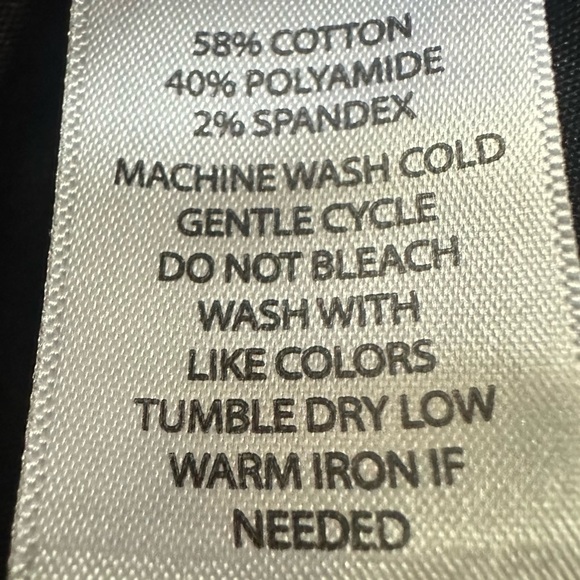 58% COTTON
40% POLYAMIDE
2% SPANDEX
MACHINE WASH COLD
GENTLE CYCLE
DO NOT BLEACH
WASH WITH
LIKE COLORS
TUMBLE DRY LOW
WARM IRON IF
NEEDED